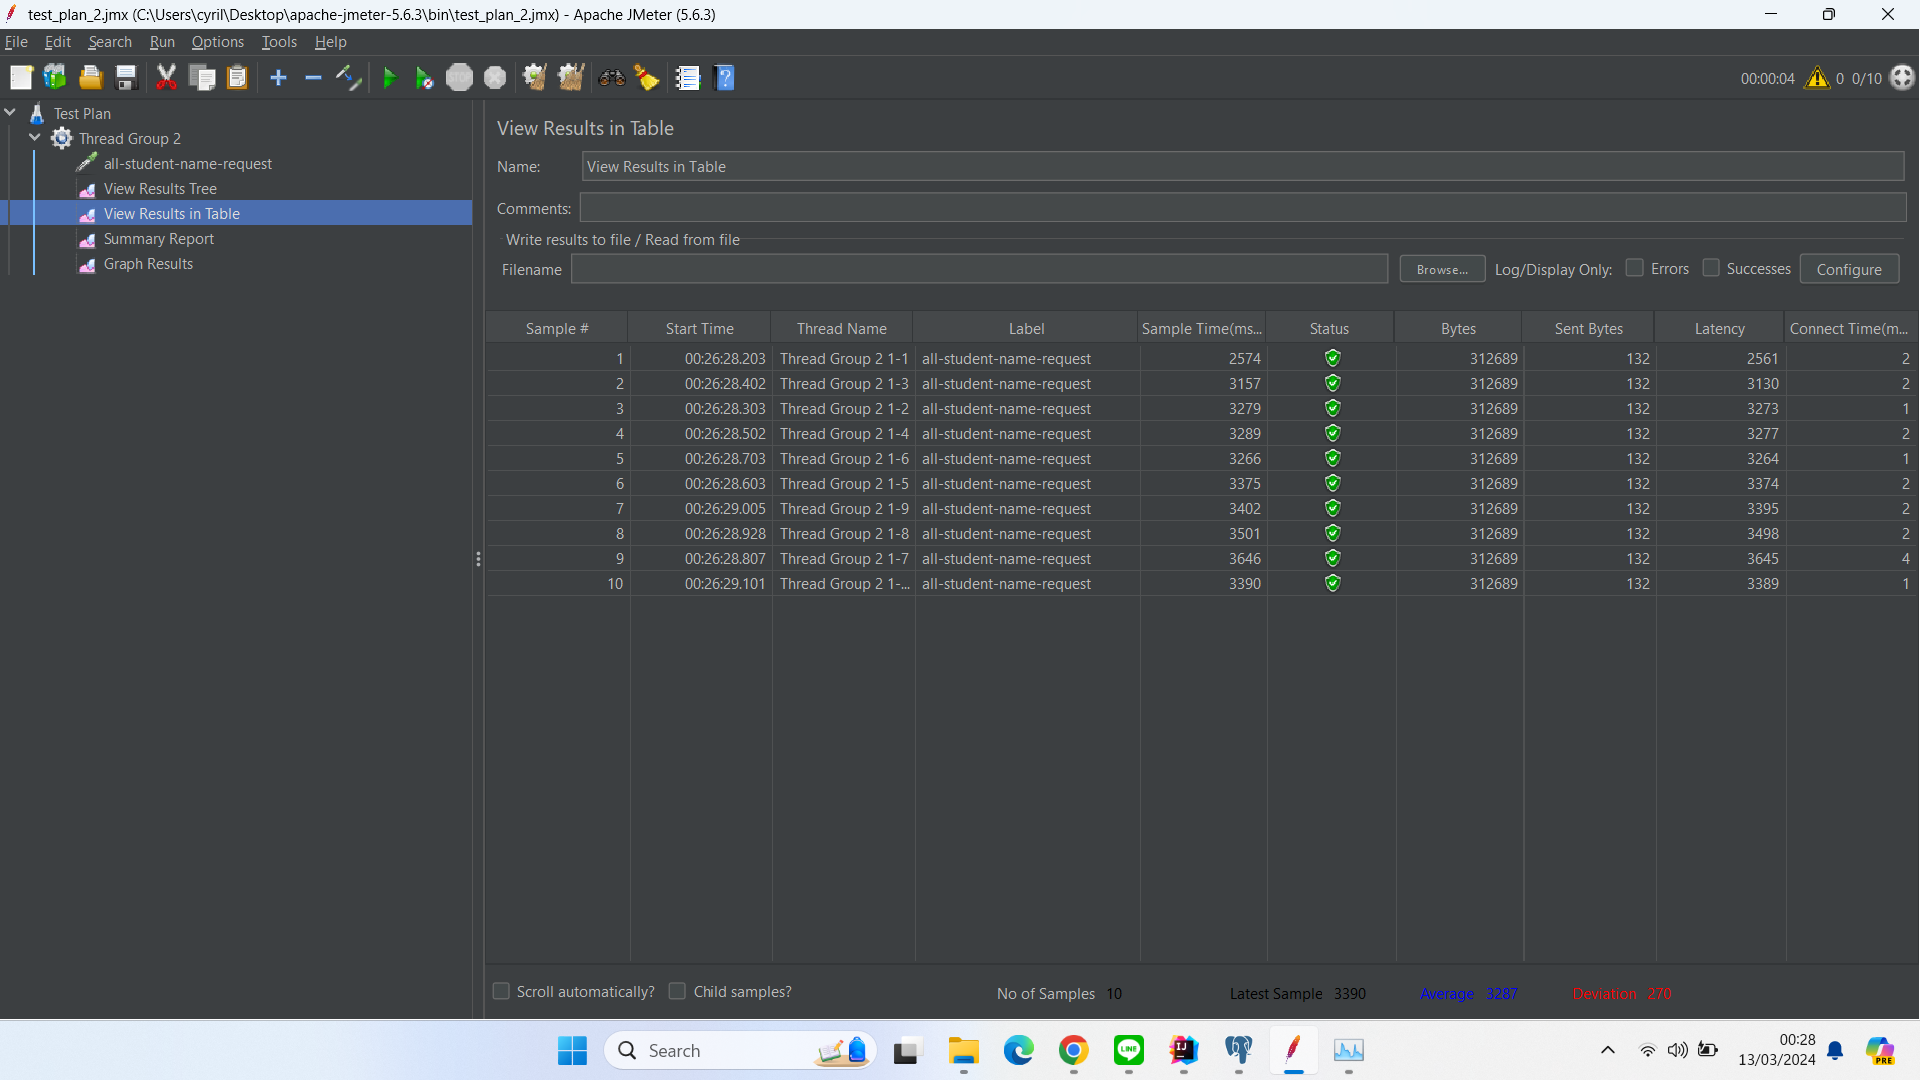 test_plan_2.jmx (C:\Users\cyril\Desktop\apache-jmeter-5.6.3\bin\test_plan_2.jmx) - Apache JMeter (5.6.3)
File Edit Search Run Options Tools Help
STOP
00:00:04 0 0/10
Test Plan
Thread Group 2
all-student-name-request
View Results Tree
View Results in Table
Summary Report
Graph Results
View Results in Table
Name: View Results in Table
Comments:
Write results to file / Read from file
Filename Browse... Log/Display Only: Errors Successes Configure
Sample # Start Time Thread Name Label Sample Time(ms... Status Bytes Sent Bytes Latency Connect Time(m...
1 00:26:28.203 Thread Group 2 1-1 all-student-name-request 2574 312689 132 2561 2
2 00:26:28.402 Thread Group 2 1-3 all-student-name-request 3157 312689 132 3130 2
3 00:26:28.303 Thread Group 2 1-2 all-student-name-request 3279 312689 132 3273 1
4 00:26:28.502 Thread Group 2 1-4 all-student-name-request 3289 312689 132 3277 2
5 00:26:28.703 Thread Group 2 1-6 all-student-name-request 3266 312689 132 3264 1
6 00:26:28.603 Thread Group 2 1-5 all-student-name-request 3375 312689 132 3374 2
7 00:26:29.005 Thread Group 2 1-9 all-student-name-request 3402 312689 132 3395 2
8 00:26:28.928 Thread Group 2 1-8 all-student-name-request 3501 312689 132 3498 2
9 00:26:28.807 Thread Group 2 1-7 all-student-name-request 3646 312689 132 3645 4
10 00:26:29.101 Thread Group 2 1-... all-student-name-request 3390 312689 132 3389 1
Scroll automatically? Child samples? No of Samples 10 Latest Sample 3390 Average 3287 Deviation 270
Search
LINE
IJ
00:28
13/03/2024
PRE